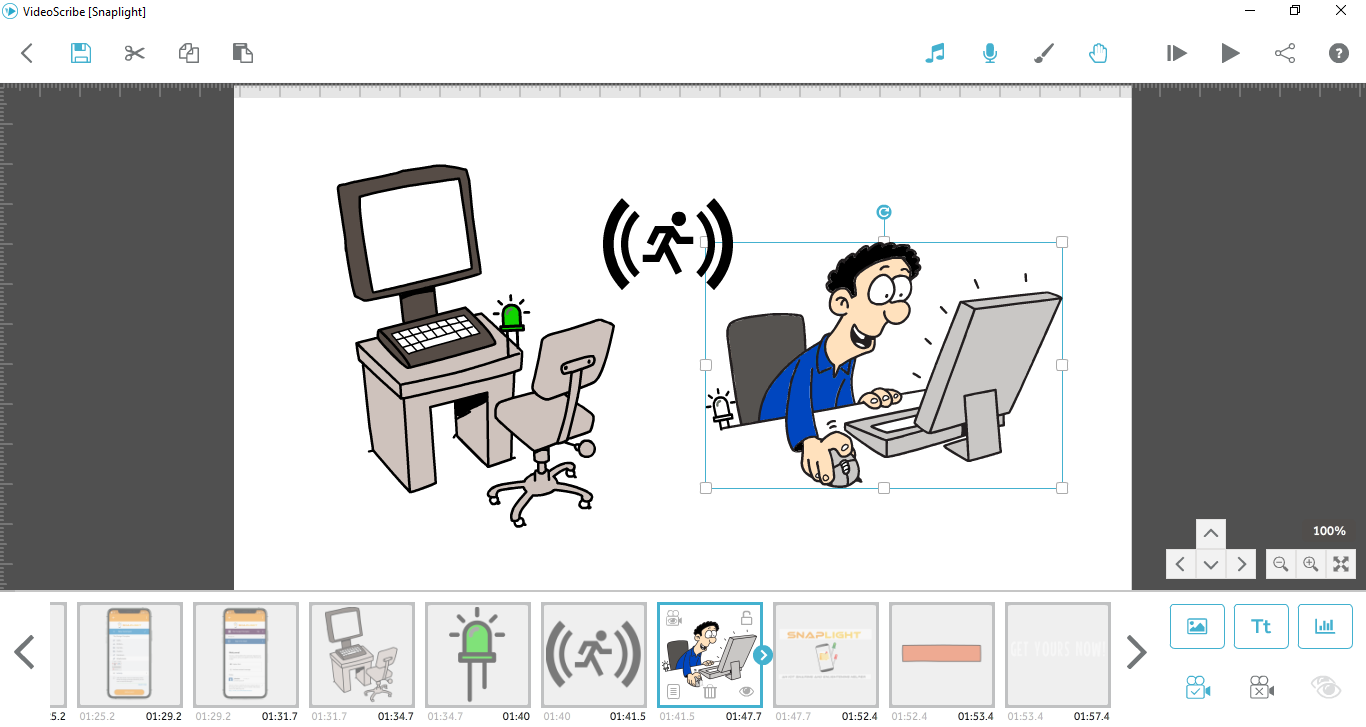 VideoScribe [Snaplight]
100%
5.2
01:25.2 01:29.2
01:29.2 01:31.7
01:31.7 01:34.7
01:34.7 01:40
01:40 01:41.5
01:41.5 01:47.7
01:47.7 01:52.4
01:52.4 01:53.4
01:53.4 01:57.4
SNAPLIGHT
GET YOURS NOW!
Tt